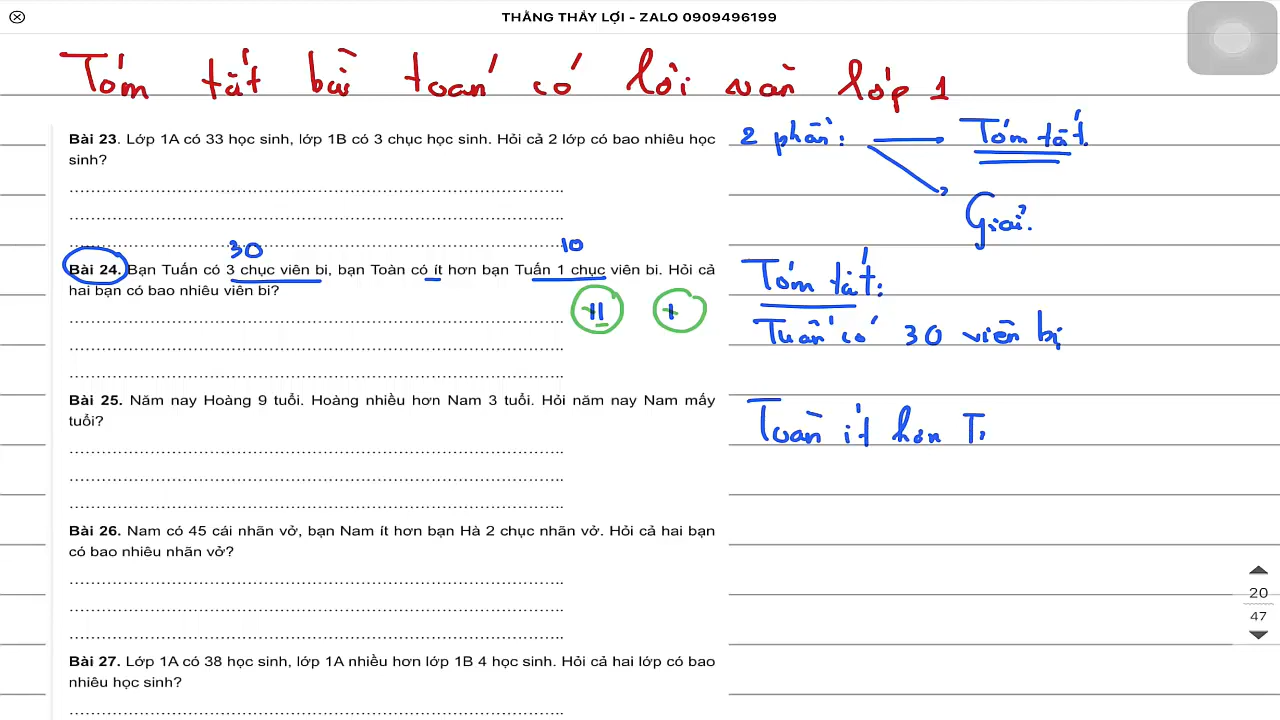 THẦNG THẦY LỢI - ZALO 0909496199
Tóm tắt bài toán có lời văn lớp 1
Bài 23. Lớp 1A có 33 học sinh, lớp 1B có 3 chục học sinh. Hỏi cả 2 lớp có bao nhiêu học
sinh?
30
10
Bài 24. Bạn Tuấn có 3 chục viên bi, bạn Toàn có ít hơn bạn Tuấn 1 chục viên bi. Hỏi cả
hai bạn có bao nhiêu viên bi?
Bài 25. Năm nay Hoàng 9 tuổi. Hoàng nhiều hơn Nam 3 tuổi. Hỏi năm nay Nam mấy
tuổi?
Bài 26. Nam có 45 cái nhãn vở, bạn Nam ít hơn bạn Hà 2 chục nhãn vở. Hỏi cả hai bạn
có bao nhiêu nhãn vở?
Bài 27. Lớp 1A có 38 học sinh, lớp 1A nhiều hơn lớp 1B 4 học sinh. Hỏi cả hai lớp có bao
nhiêu học sinh?
2 phần:
Tóm tắt.
Giải.
Tóm tắt:
Tuấn có 30 viên bi
Toàn ít hơn T
20
47